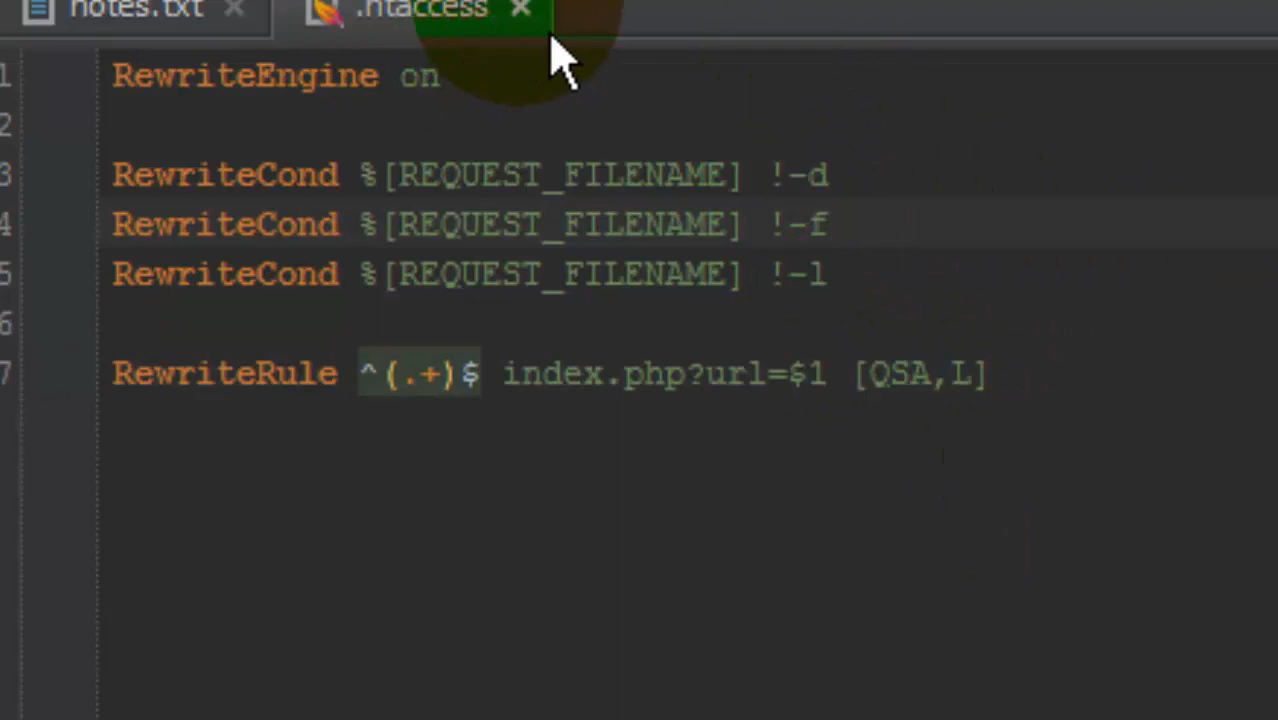 notes.txt .htaccess
1 RewriteEngine on
2
3 RewriteCond %[REQUEST_FILENAME] !-d
4 RewriteCond %[REQUEST_FILENAME] !-f
5 RewriteCond %[REQUEST_FILENAME] !-l
6
7 RewriteRule ^(.+)$ index.php?url=$1 [QSA,L]